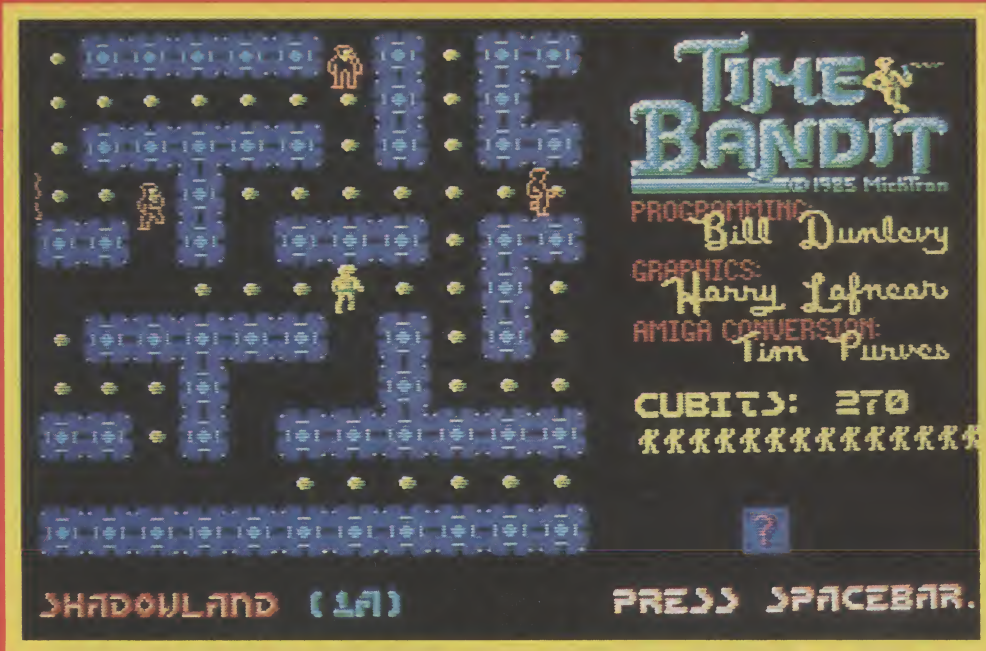 TIME
BANDIT
(C) 1985 MichTron
PROGRAMMING:
Bill Dunlevy
GRAPHICS:
Harry Lafnear
AMIGA CONVERSION:
Tim Purves
CUBITS: 270
?
SHADOWLAND (1A)
PRESS SPACEBAR.